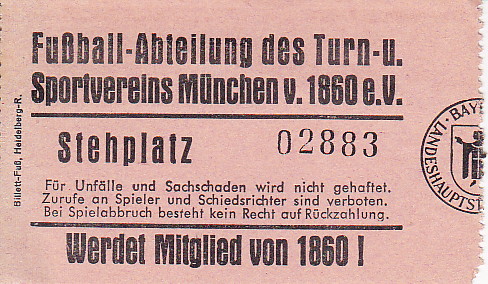 Fußball-Abteilung des Turn-u.
Sportvereins München v. 1860 e.V.
Stehplatz 02883
Für Unfälle und Sachschaden wird nicht gehaftet.
Zurufe an Spieler und Schiedsrichter sind verboten.
Bei Spielabbruch besteht kein Recht auf Rückzahlung.
Werdet Mitglied von 1860 !
Billett-Fuß, Heidelberg-R.
BAY
LANDESHAUPTST